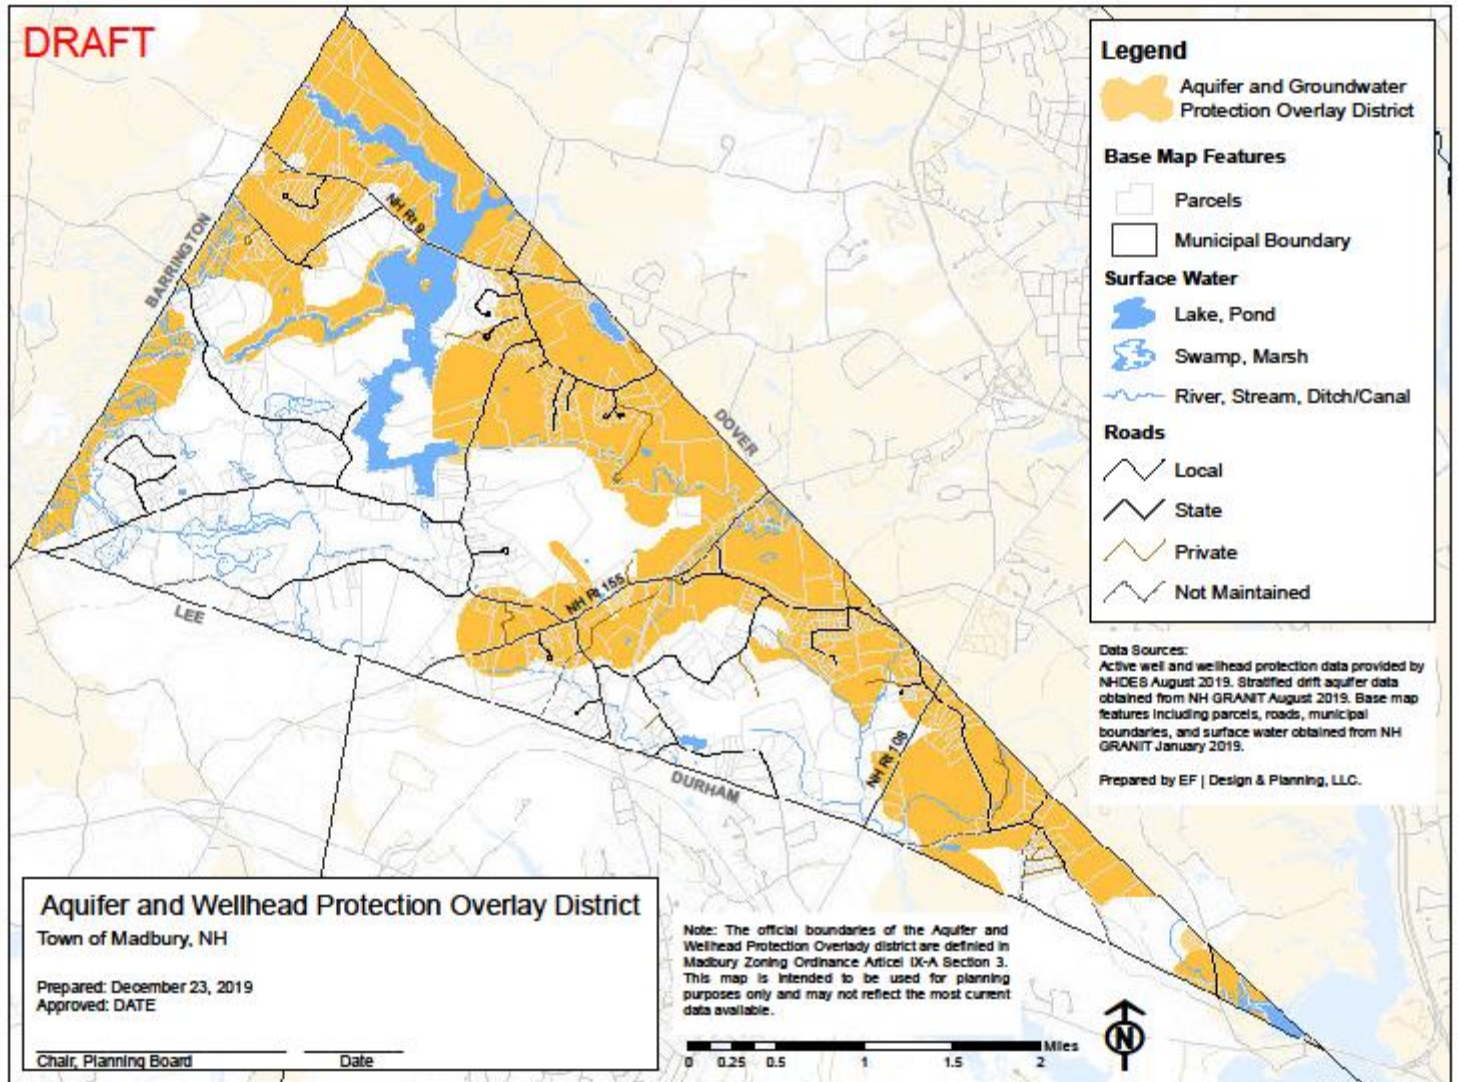 DRAFT
BARRINGTON
NH Rt 9
DOVER
NH Rt 155
LEE
NH Rt 108
DURHAM
Legend
Aquifer and Groundwater
Protection Overlay District
Base Map Features
Parcels
Municipal Boundary
Surface Water
Lake, Pond
Swamp, Marsh
River, Stream, Ditch/Canal
Roads
Local
State
Private
Not Maintained
Data Sources:
Active well and wellhead protection data provided by
NHDES August 2019. Stratified drift aquifer data
obtained from NH GRANIT August 2019. Base map
features including parcels, roads, municipal
boundaries, and surface water obtained from NH
GRANIT January 2019.
Prepared by EF | Design & Planning, LLC.
Aquifer and Wellhead Protection Overlay District
Town of Madbury, NH
Prepared: December 23, 2019
Approved: DATE
Chair, Planning Board Date
Note: The official boundaries of the Aquifer and
Wellhead Protection Overlady district are definied in
Madbury Zoning Ordinance Articel IX-A Section 3.
This map is intended to be used for planning
purposes only and may not reflect the most current
data available.
0 0.25 0.5 1 1.5 2 Miles
N